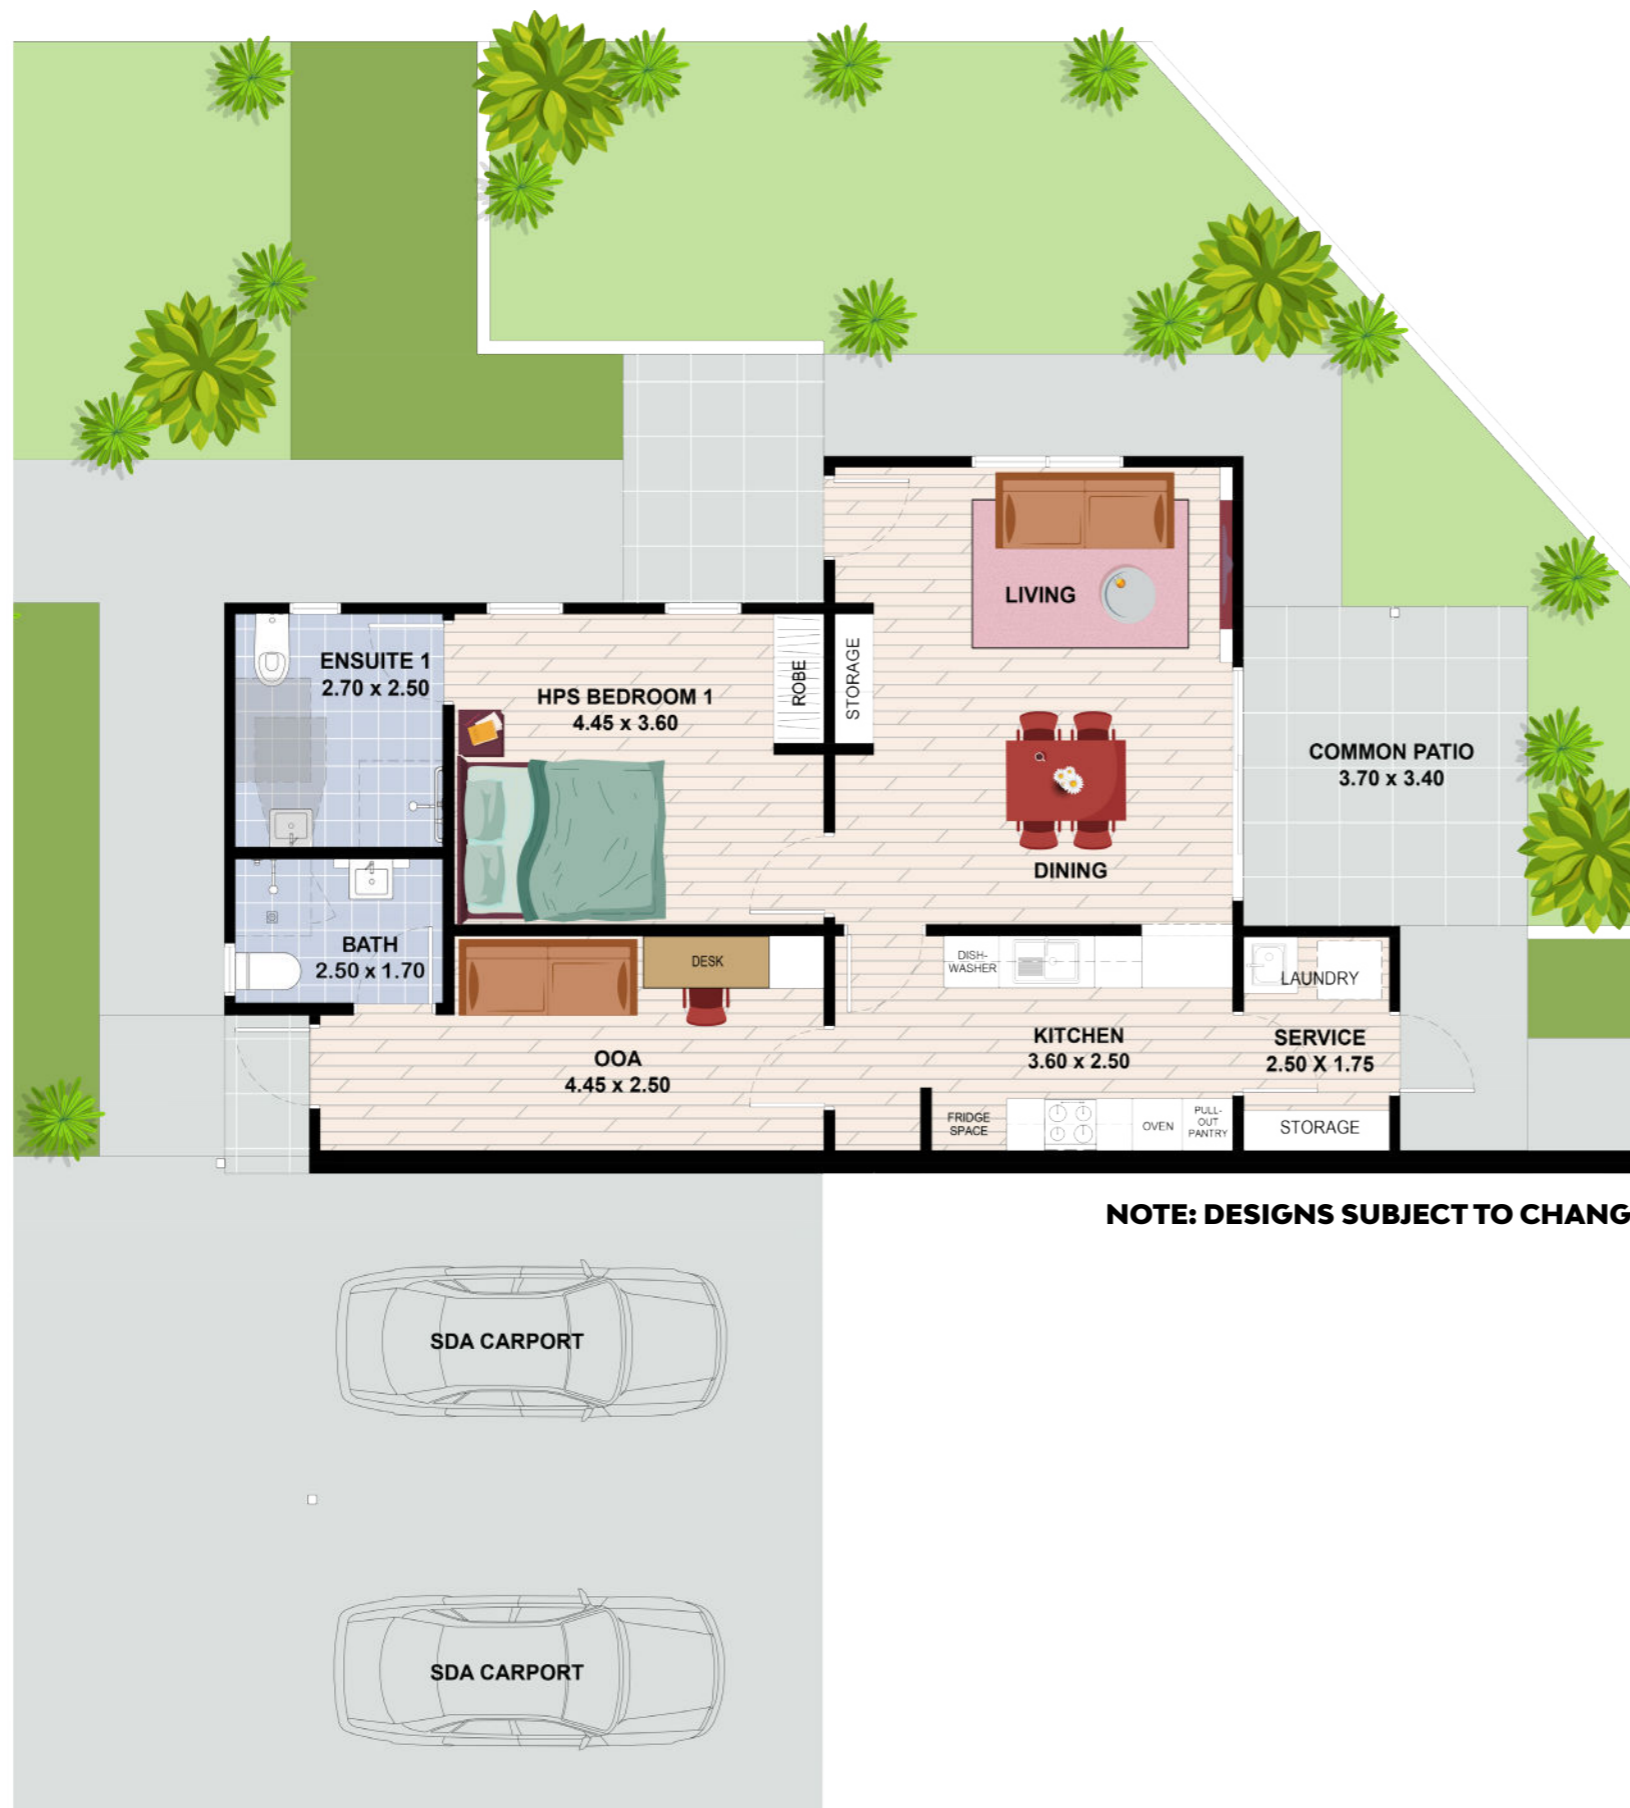 LIVING
ENSUITE 1
2.70 x 2.50
HPS BEDROOM 1
4.45 x 3.60
ROBE
STORAGE
COMMON PATIO
3.70 x 3.40
DINING
BATH
2.50 x 1.70
DESK
DISH-
WASHER
LAUNDRY
OOA
4.45 x 2.50
KITCHEN
3.60 x 2.50
SERVICE
2.50 X 1.75
FRIDGE
SPACE
OVEN
PULL-
OUT
PANTRY
STORAGE
NOTE: DESIGNS SUBJECT TO CHANG
SDA CARPORT
SDA CARPORT